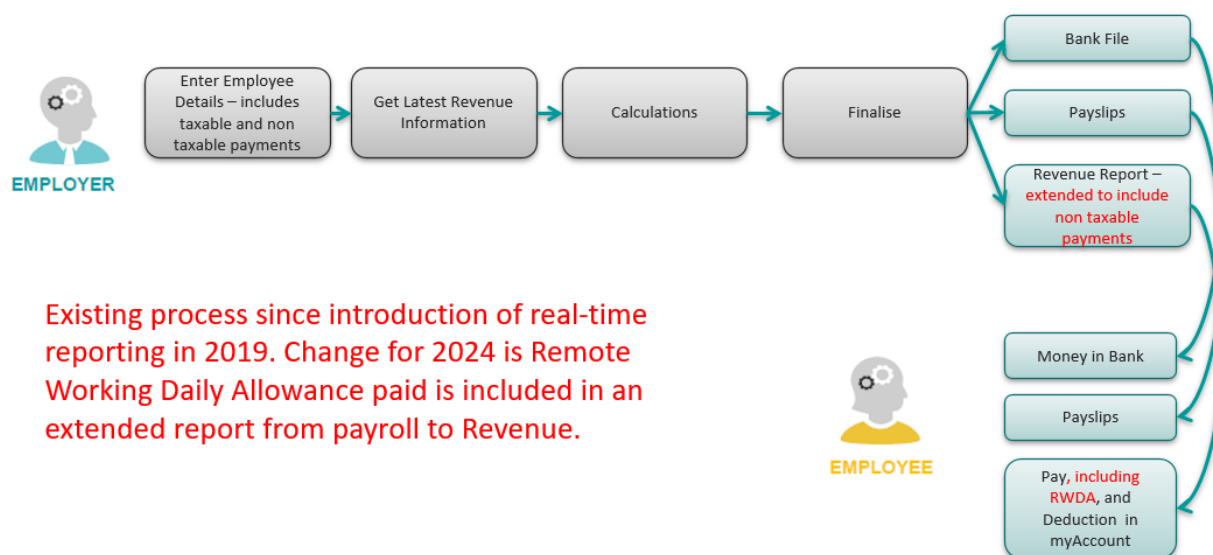 Enter Employee
Details – includes
taxable and non
taxable payments
Get Latest Revenue
Information
Calculations
Finalise
Bank File
Payslips
Revenue Report –
extended to include
non taxable
payments
EMPLOYER
Existing process since introduction of real-time
reporting in 2019. Change for 2024 is Remote
Working Daily Allowance paid is included in an
extended report from payroll to Revenue.
EMPLOYEE
Money in Bank
Payslips
Pay, including
RWDA, and
Deduction in
myAccount